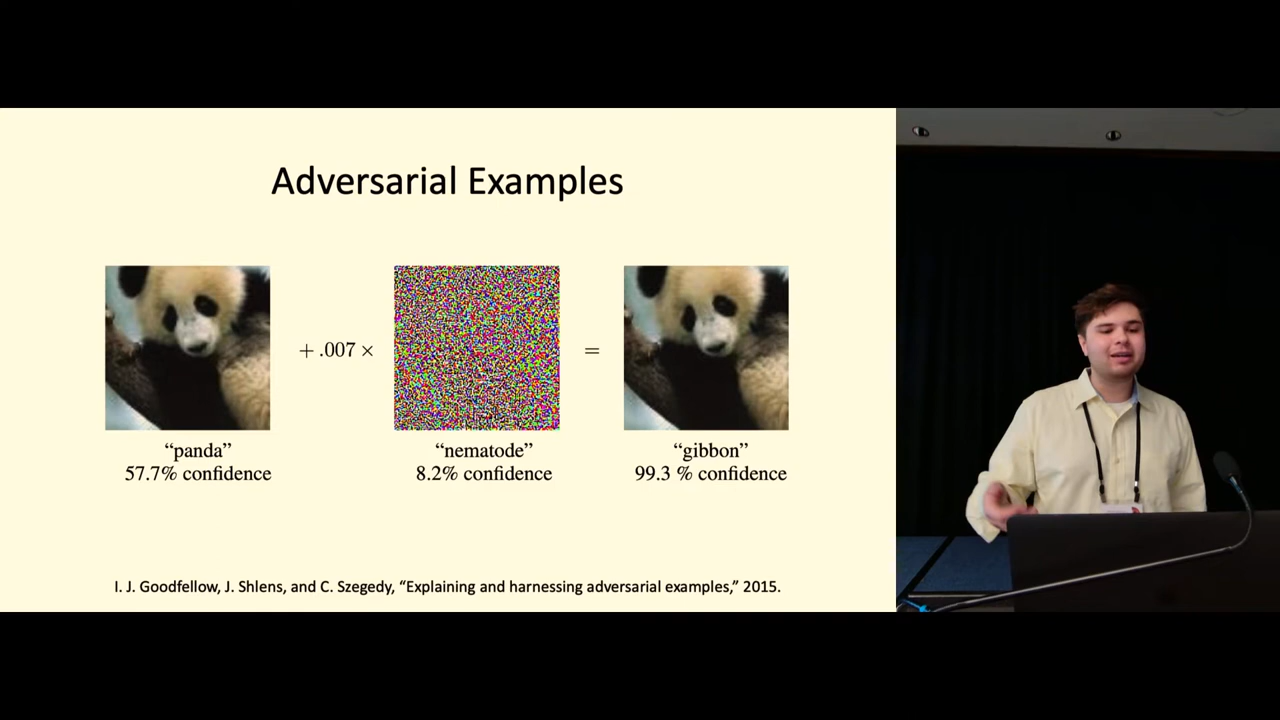 Adversarial Examples
+ .007 ×
=
“panda”
57.7% confidence
“nematode”
8.2% confidence
“gibbon”
99.3 % confidence
I. J. Goodfellow, J. Shlens, and C. Szegedy, “Explaining and harnessing adversarial examples,” 2015.